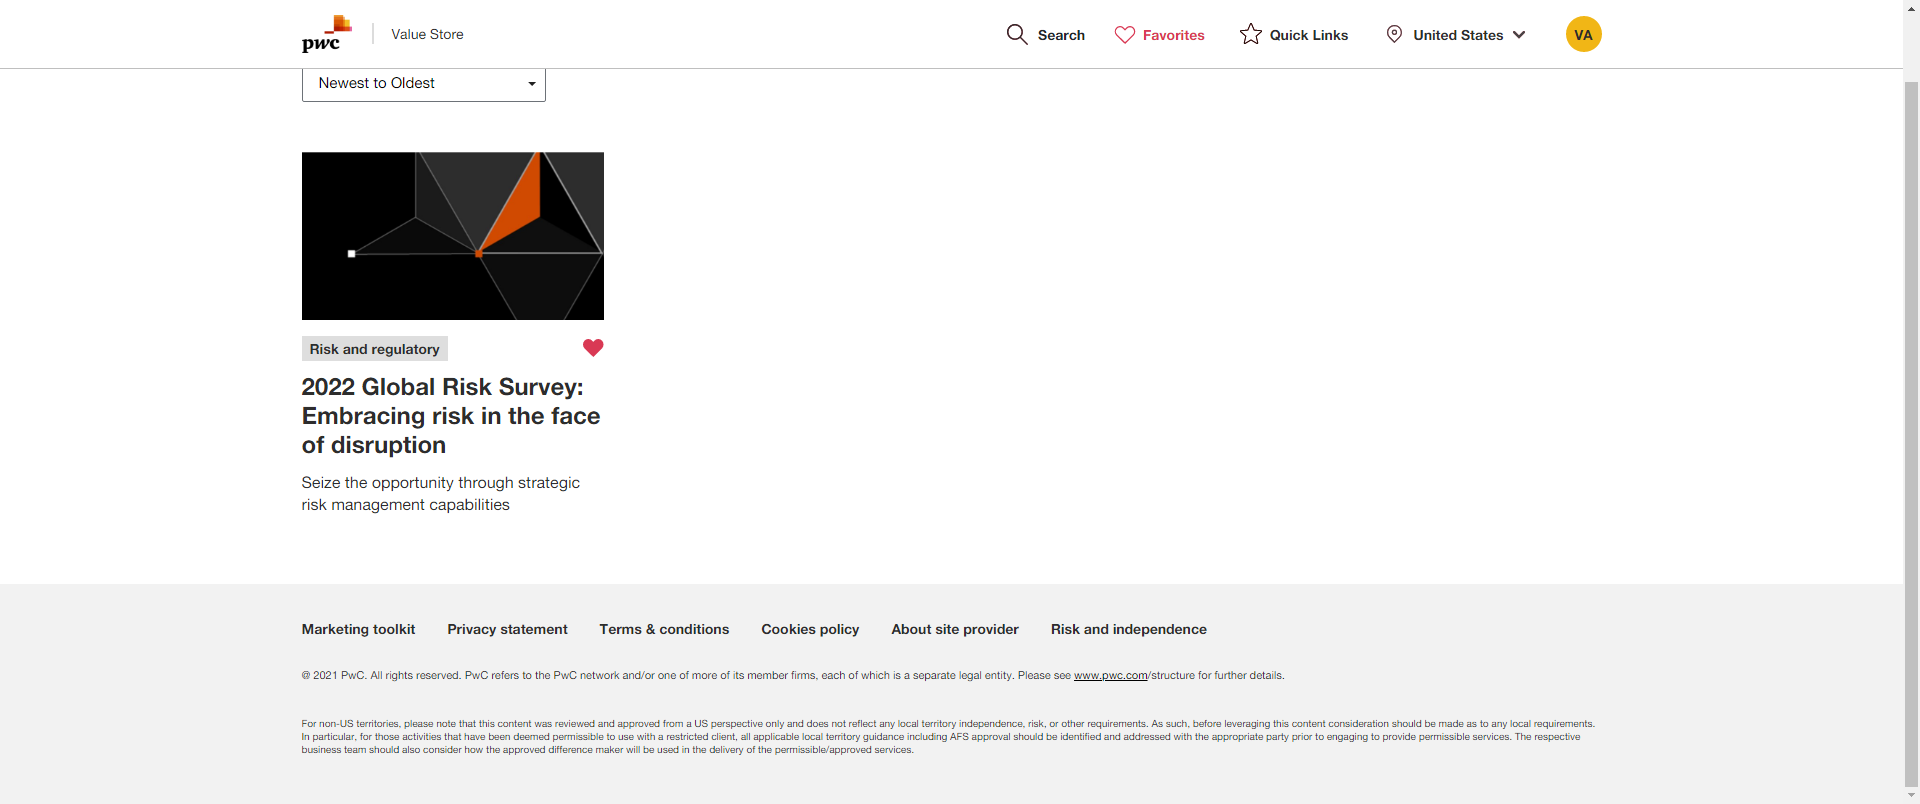 pwc
Value Store
Search
Favorites
Quick Links
United States
VA
Newest to Oldest
Risk and regulatory
2022 Global Risk Survey:
Embracing risk in the face
of disruption
Seize the opportunity through strategic
risk management capabilities
Marketing toolkit
Privacy statement
Terms & conditions
Cookies policy
About site provider
Risk and independence
@ 2021 PwC. All rights reserved. PwC refers to the PwC network and/or one of more of its member firms, each of which is a separate legal entity. Please see www.pwc.com/structure for further details.
For non-US territories, please note that this content was reviewed and approved from a US perspective only and does not reflect any local territory independence, risk, or other requirements. As such, before leveraging this content consideration should be made as to any local requirements.
In particular, for those activities that have been deemed permissible to use with a restricted client, all applicable local territory guidance including AFS approval should be identified and addressed with the appropriate party prior to engaging to provide permissible services. The respective
business team should also consider how the approved difference maker will be used in the delivery of the permissible/approved services.